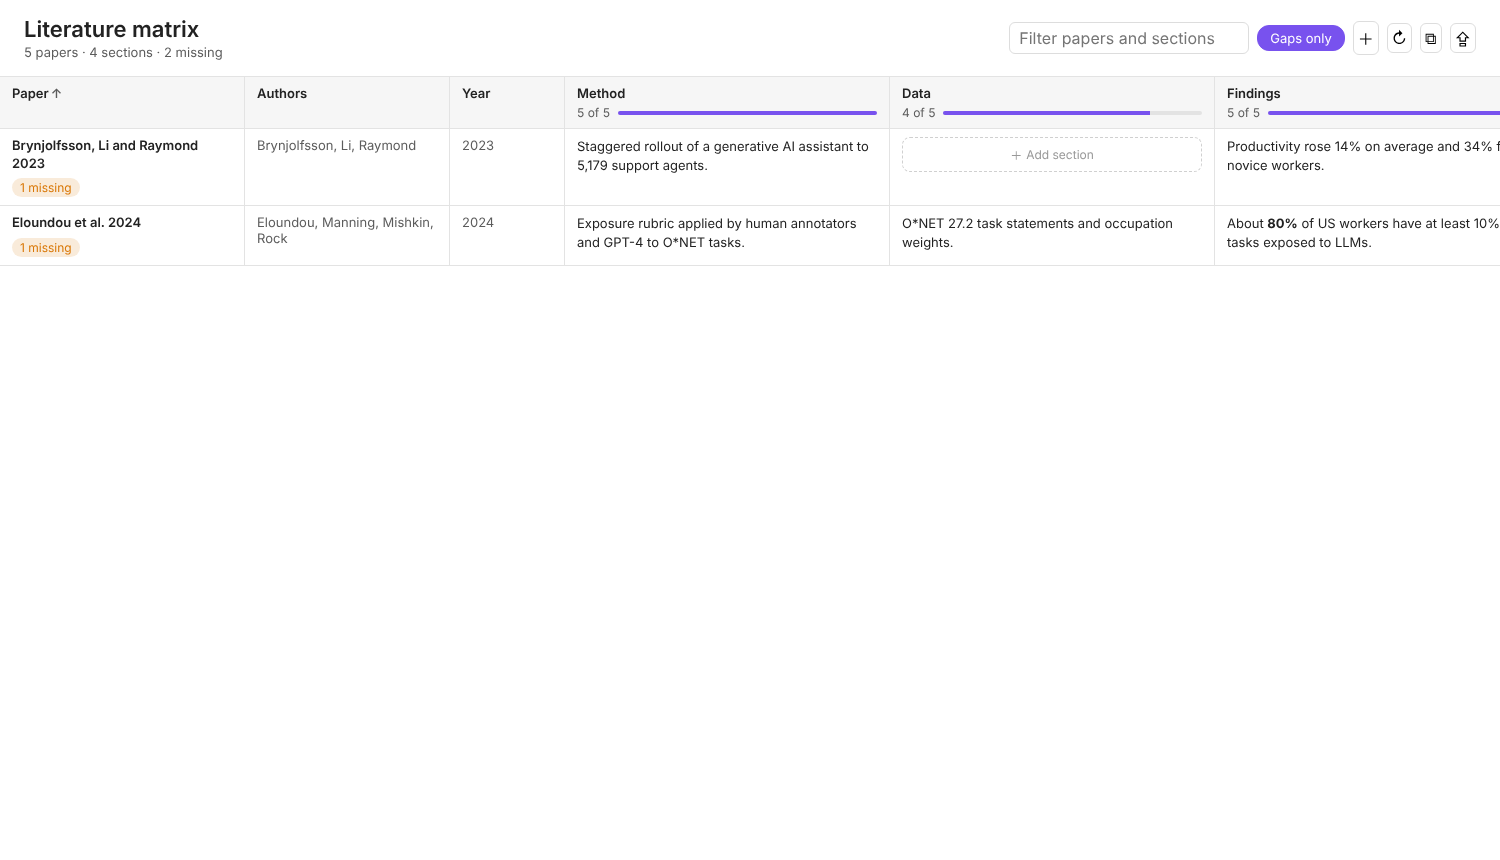 Literature matrix
5 papers · 4 sections · 2 missing
Filter papers and sections
Gaps only
Paper ↑
Authors
Year
Method
5 of 5
Data
4 of 5
Findings
5 of 5
Brynjolfsson, Li and Raymond
2023
1 missing
Brynjolfsson, Li, Raymond
2023
Staggered rollout of a generative AI assistant to
5,179 support agents.
+ Add section
Productivity rose 14% on average and 34% f
novice workers.
Eloundou et al. 2024
1 missing
Eloundou, Manning, Mishkin,
Rock
2024
Exposure rubric applied by human annotators
and GPT-4 to O*NET tasks.
O*NET 27.2 task statements and occupation
weights.
About 80% of US workers have at least 10%
tasks exposed to LLMs.